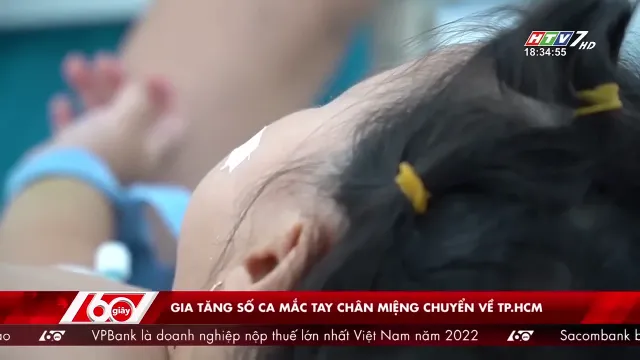 HTV7 HD
18:34:55
60 giây
GIA TĂNG SỐ CA MẮC TAY CHÂN MIỆNG CHUYỂN VỀ TP.HCM
VPBank là doanh nghiệp nộp thuế lớn nhất Việt Nam năm 2022
Sacombank b